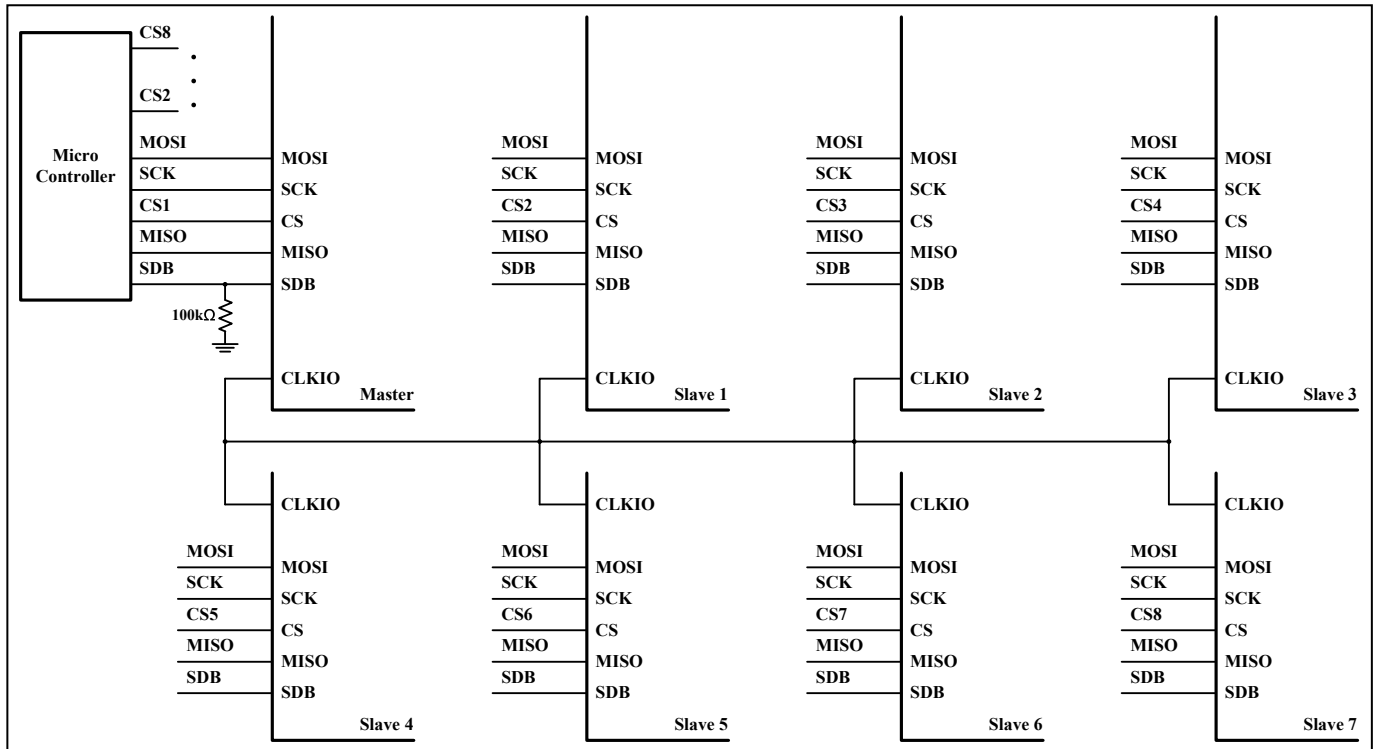 CS8
CS2
Micro
Controller
MOSI
SCK
CS1
MISO
SDB
100kΩ
MOSI
SCK
CS
MISO
SDB
CLKIO
Master
MOSI
SCK
CS2
MISO
SDB
MOSI
SCK
CS
MISO
SDB
CLKIO
Slave 1
MOSI
SCK
CS3
MISO
SDB
MOSI
SCK
CS
MISO
SDB
CLKIO
Slave 2
MOSI
SCK
CS4
MISO
SDB
MOSI
SCK
CS
MISO
SDB
CLKIO
Slave 3
CLKIO
MOSI
SCK
CS5
MISO
SDB
MOSI
SCK
CS
MISO
SDB
Slave 4
CLKIO
MOSI
SCK
CS6
MISO
SDB
MOSI
SCK
CS
MISO
SDB
Slave 5
CLKIO
MOSI
SCK
CS7
MISO
SDB
MOSI
SCK
CS
MISO
SDB
Slave 6
CLKIO
MOSI
SCK
CS8
MISO
SDB
MOSI
SCK
CS
MISO
SDB
Slave 7